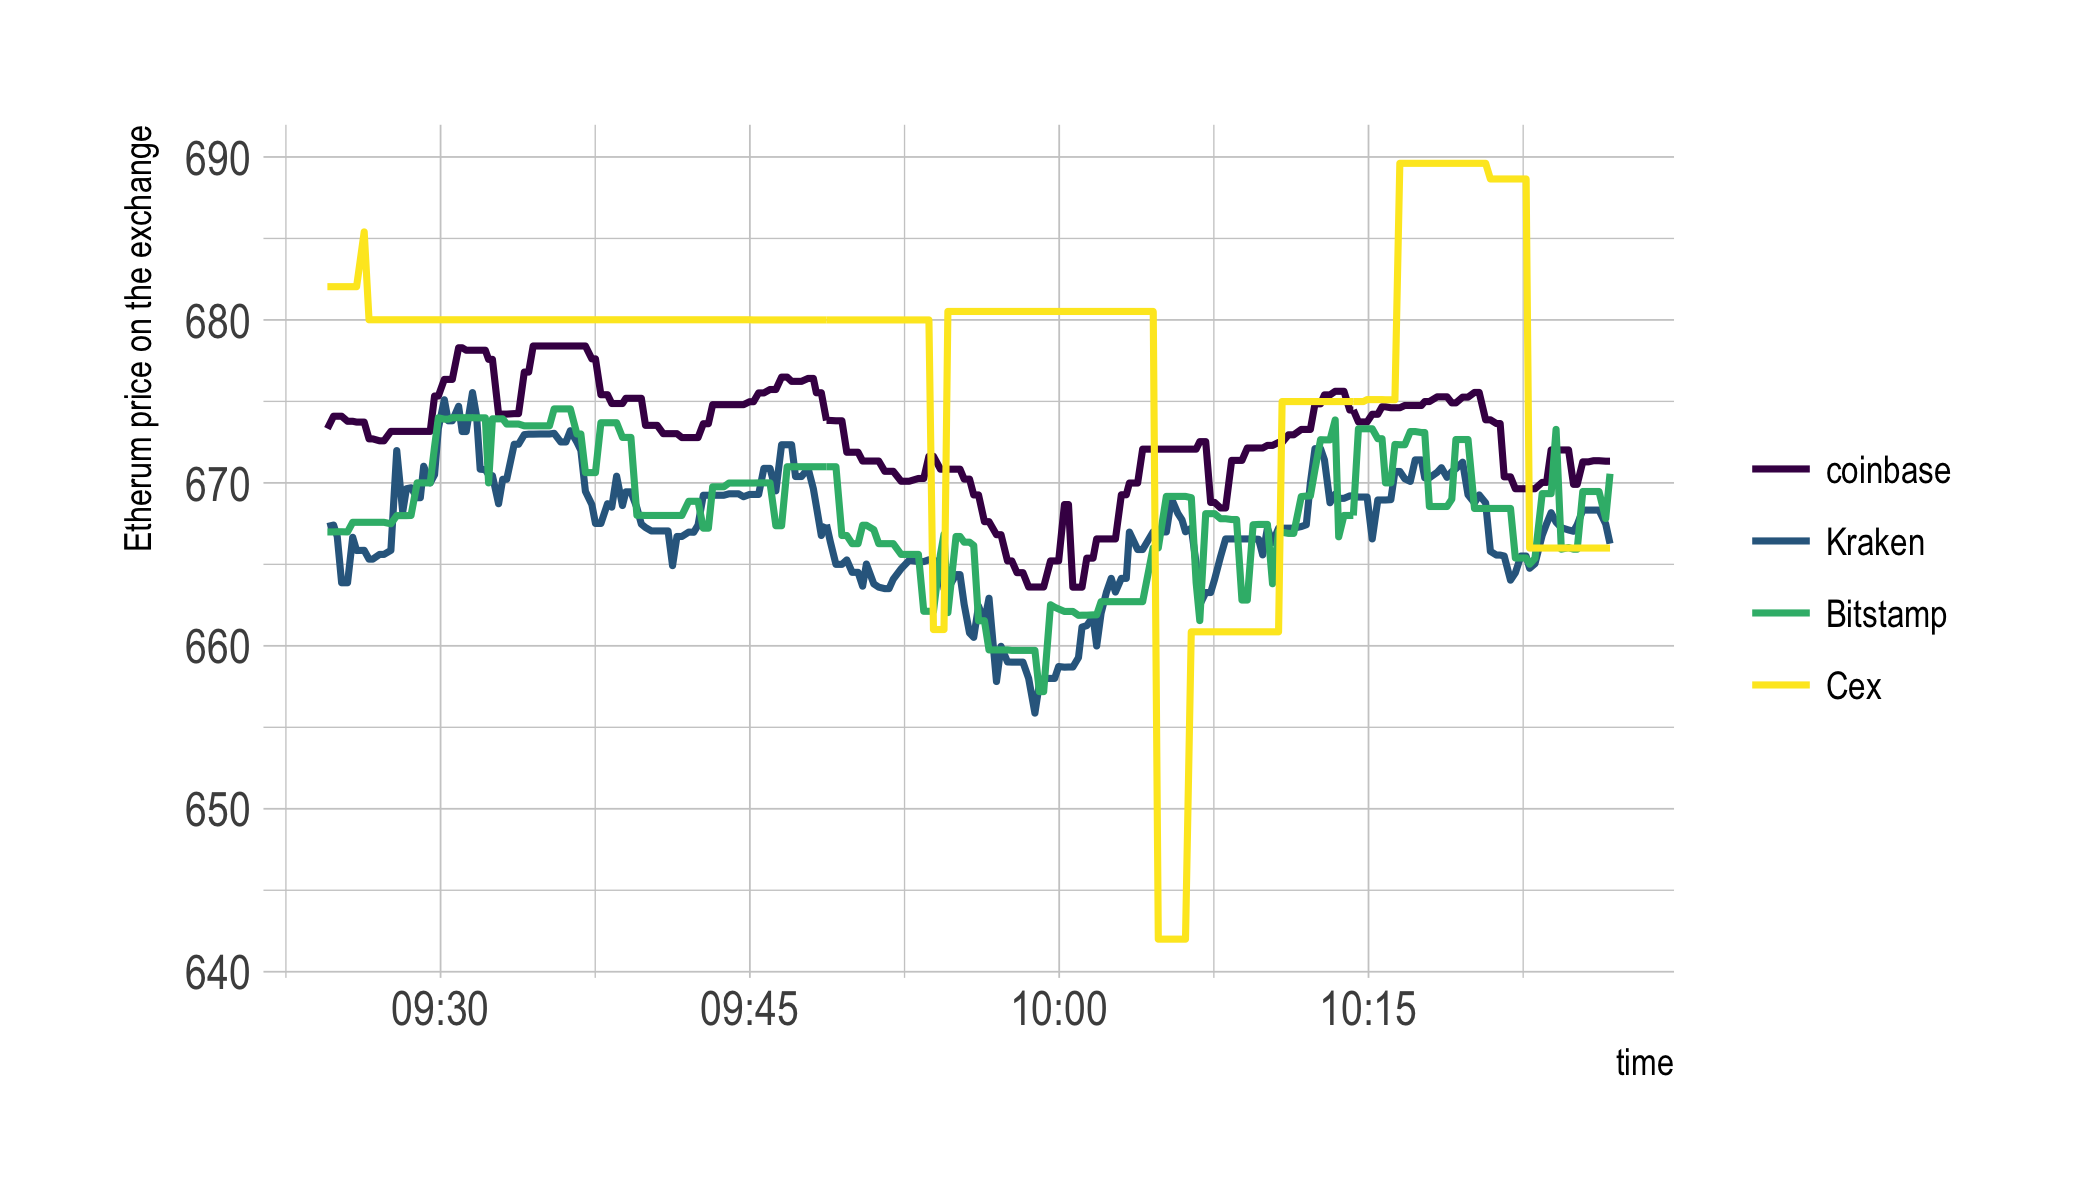 Etherum price on the exchange
690
680
670
660
650
640
09:30
09:45
10:00
10:15
time
coinbase
Kraken
Bitstamp
Cex